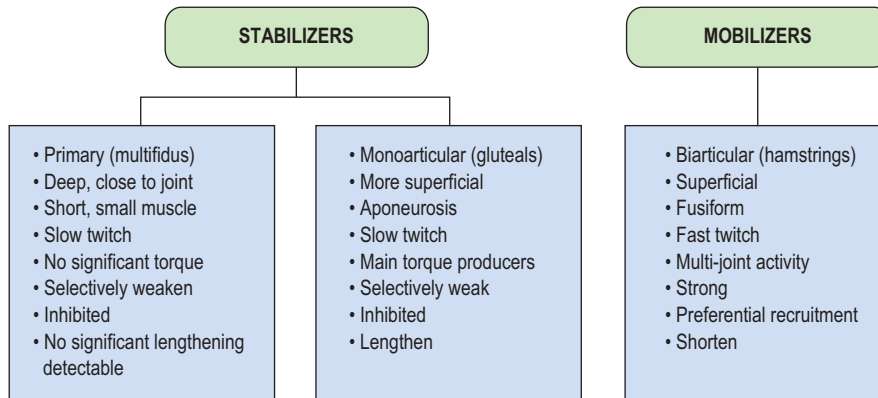 STABILIZERS
MOBILIZERS
• Primary (multifidus)
• Deep, close to joint
• Short, small muscle
• Slow twitch
• No significant torque
• Selectively weaken
• Inhibited
• No significant lengthening
detectable
• Monoarticular (gluteals)
• More superficial
• Aponeurosis
• Slow twitch
• Main torque producers
• Selectively weak
• Inhibited
• Lengthen
• Biarticular (hamstrings)
• Superficial
• Fusiform
• Fast twitch
• Multi-joint activity
• Strong
• Preferential recruitment
• Shorten